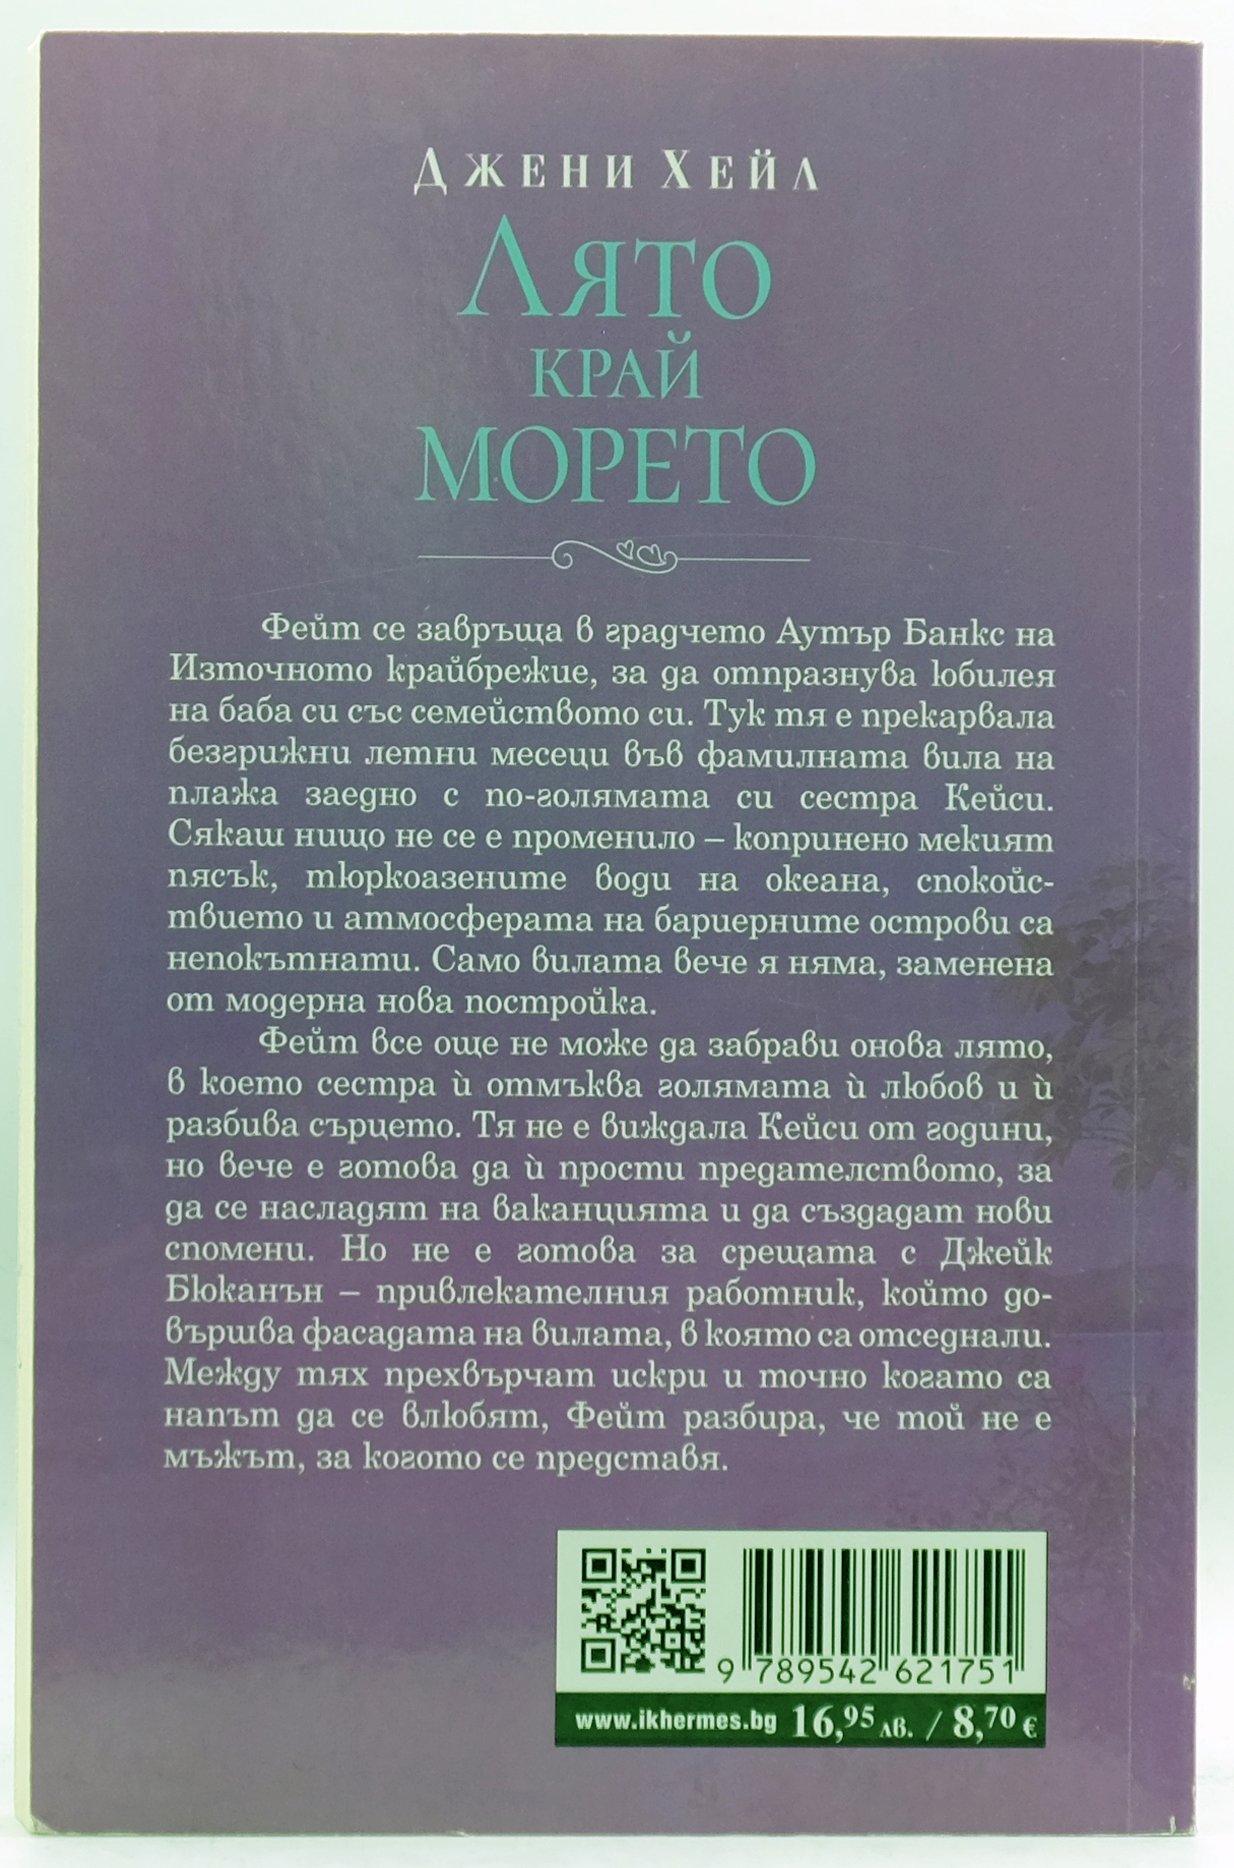 ДЖЕНИ ХЕЙЛ
ЛЯТО
КРАЙ
МОРЕТО
Фейт се завръща в градчето Аутър Банкс на
Източното крайбрежие, за да отпразнува юбилея
на баба си със семейството си. Тук тя е прекарвала
безгрижни летни месеци във фамилната вила на
плажа заедно с по-голямата си сестра Кейси.
Сякаш нищо не се е променило – копринено мекият
пясък, тюркоазените води на океана, спокойс-
твието и атмосферата на бариерните острови са
непокътнати. Само вилата вече я няма, заменена
от модерна нова постройка.
Фейт все още не може да забрави онова лято,
в което сестра ѝ отмъква голямата ѝ любов и ѝ
разбива сърцето. Тя не е виждала Кейси от години,
но вече е готова да ѝ прости предателството, за
да се насладят на ваканцията и да създадат нови
спомени. Но не е готова за срещата с Джейк
Бюканън – привлекателния работник, който до-
вършва фасадата на вилата, в която са отседнали.
Между тях прехвърчат искри и точно когато са
напът да се влюбят, Фейт разбира, че той не е
мъжът, за когото се представя.
9 789542 621751
www.ikhermes.bg 16,95 лв. / 8,70 €